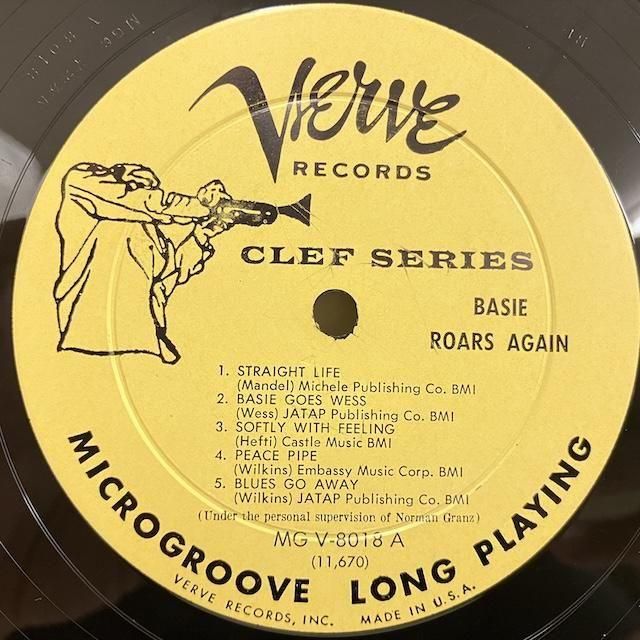 Verve
RECORDS
CLEF SERIES
BASIE
ROARS AGAIN
1. STRAIGHT LIFE
(Mandel) Michele Publishing Co. BMI
2. BASIE GOES WESS
(Wess) JATAP Publishing Co. BMI
3. SOFTLY WITH FEELING
(Hefti) Castle Music BMI
4. PEACE PIPE
(Wilkins) Embassy Music Corp. BMI
5. BLUES GO AWAY
(Wilkins) JATAP Publishing Co. BMI
(Under the personal supervision of Norman Granz)
MG V-8018 A
(11,670)
MICROGROOVE LONG PLAYING
VERVE RECORDS, INC. MADE IN U.S.A.